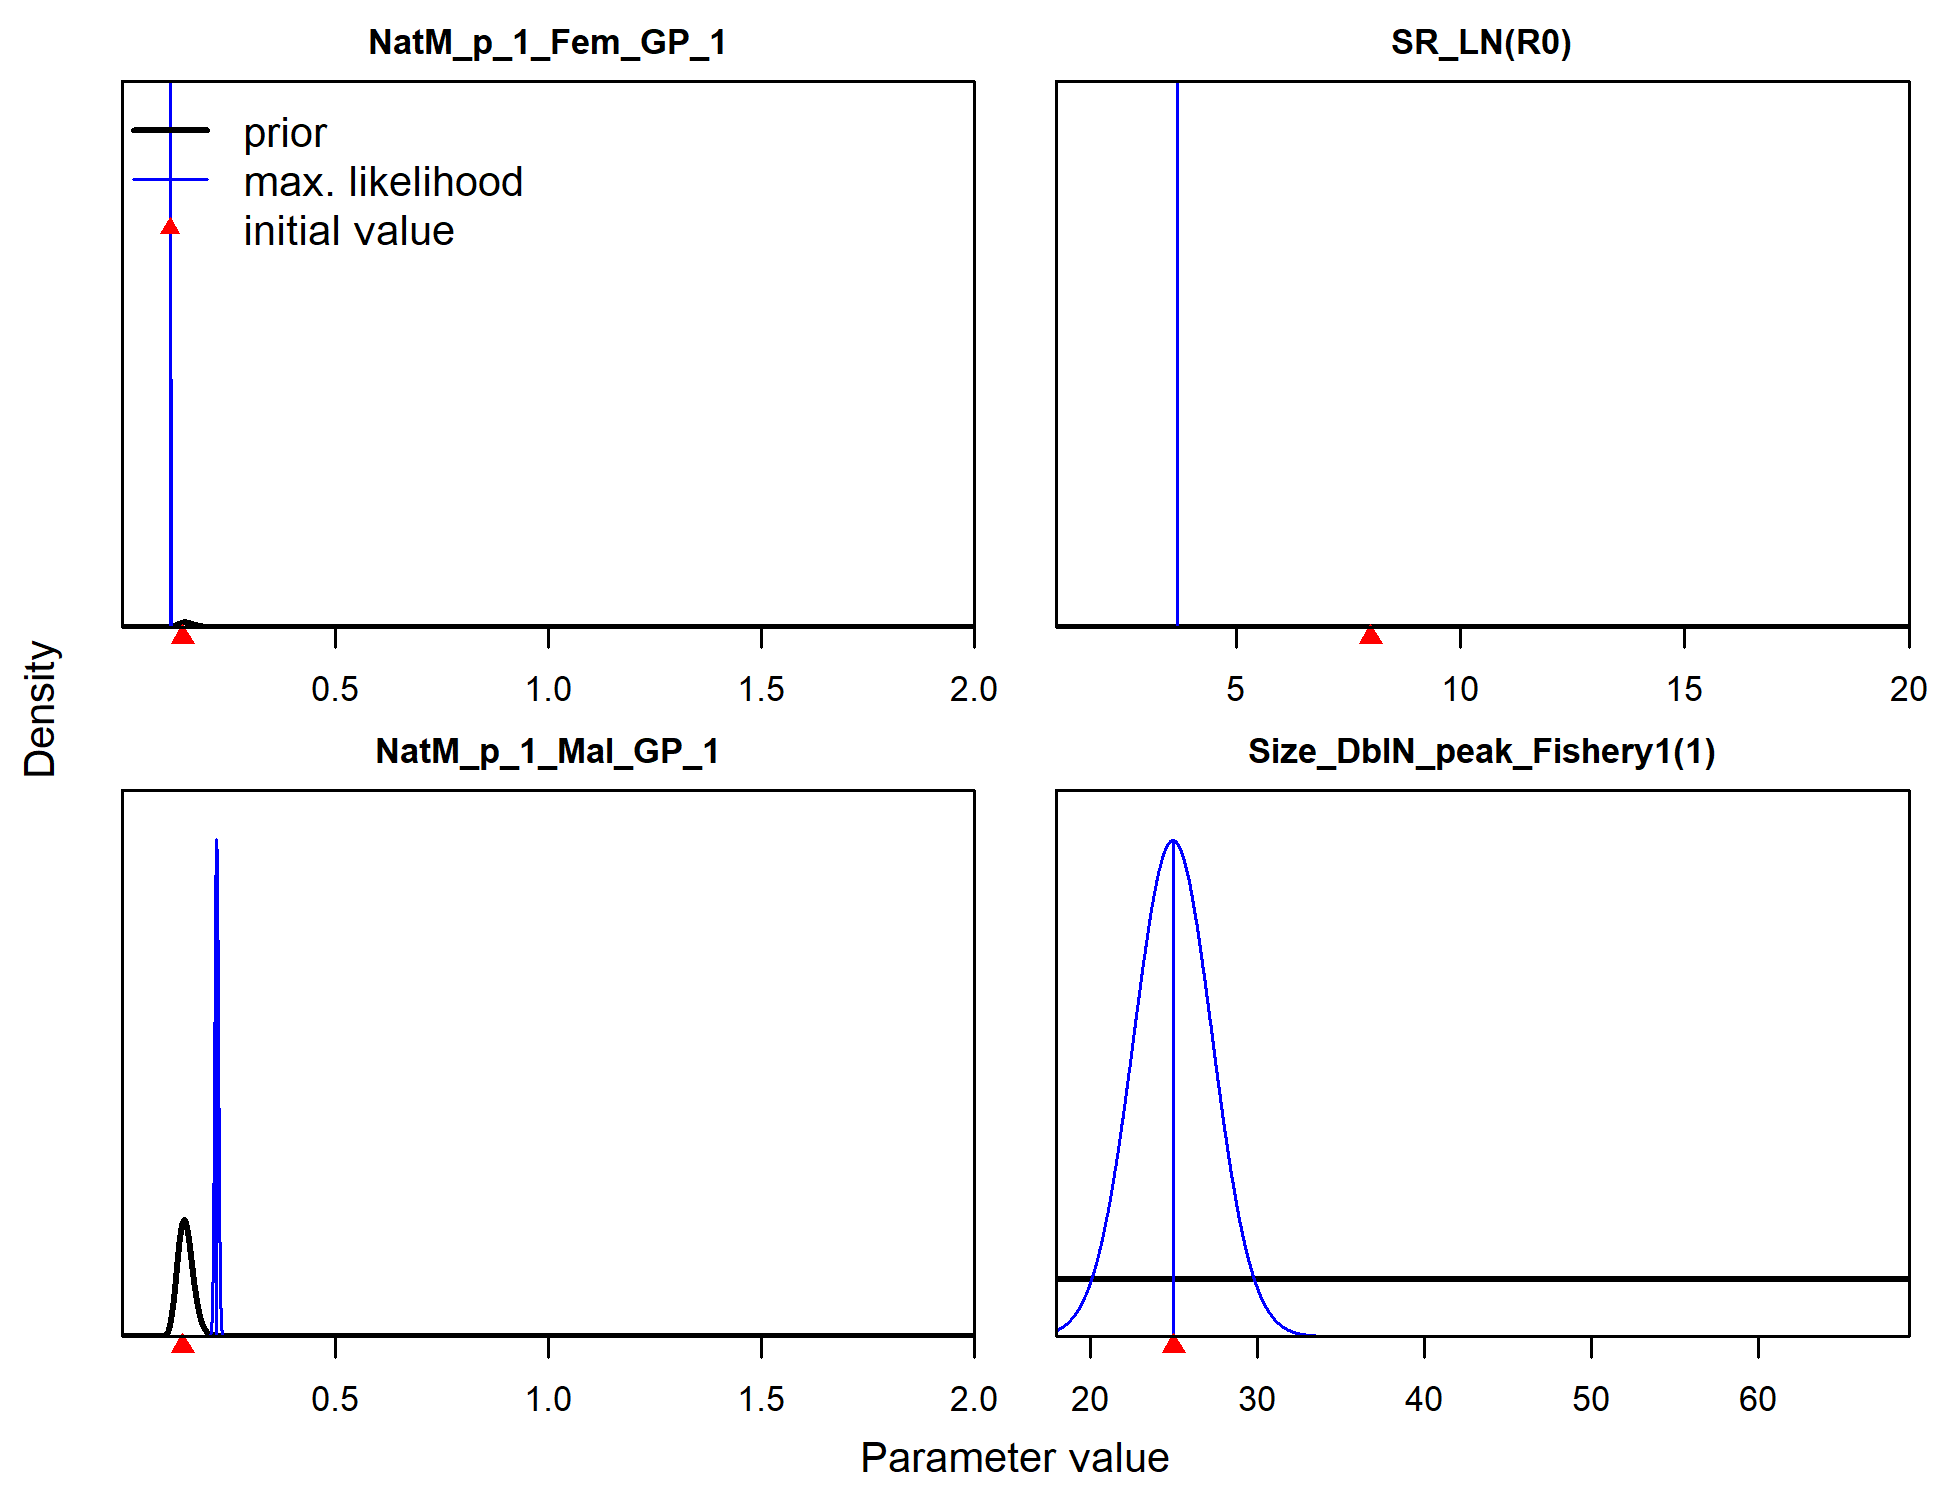 NatM_p_1_Fem_GP_1
prior
max. likelihood
initial value
0.5 1.0 1.5 2.0
SR_LN(R0)
5 10 15 20
Density
NatM_p_1_Mal_GP_1
0.5 1.0 1.5 2.0
Size_DblN_peak_Fishery1(1)
20 30 40 50 60
Parameter value